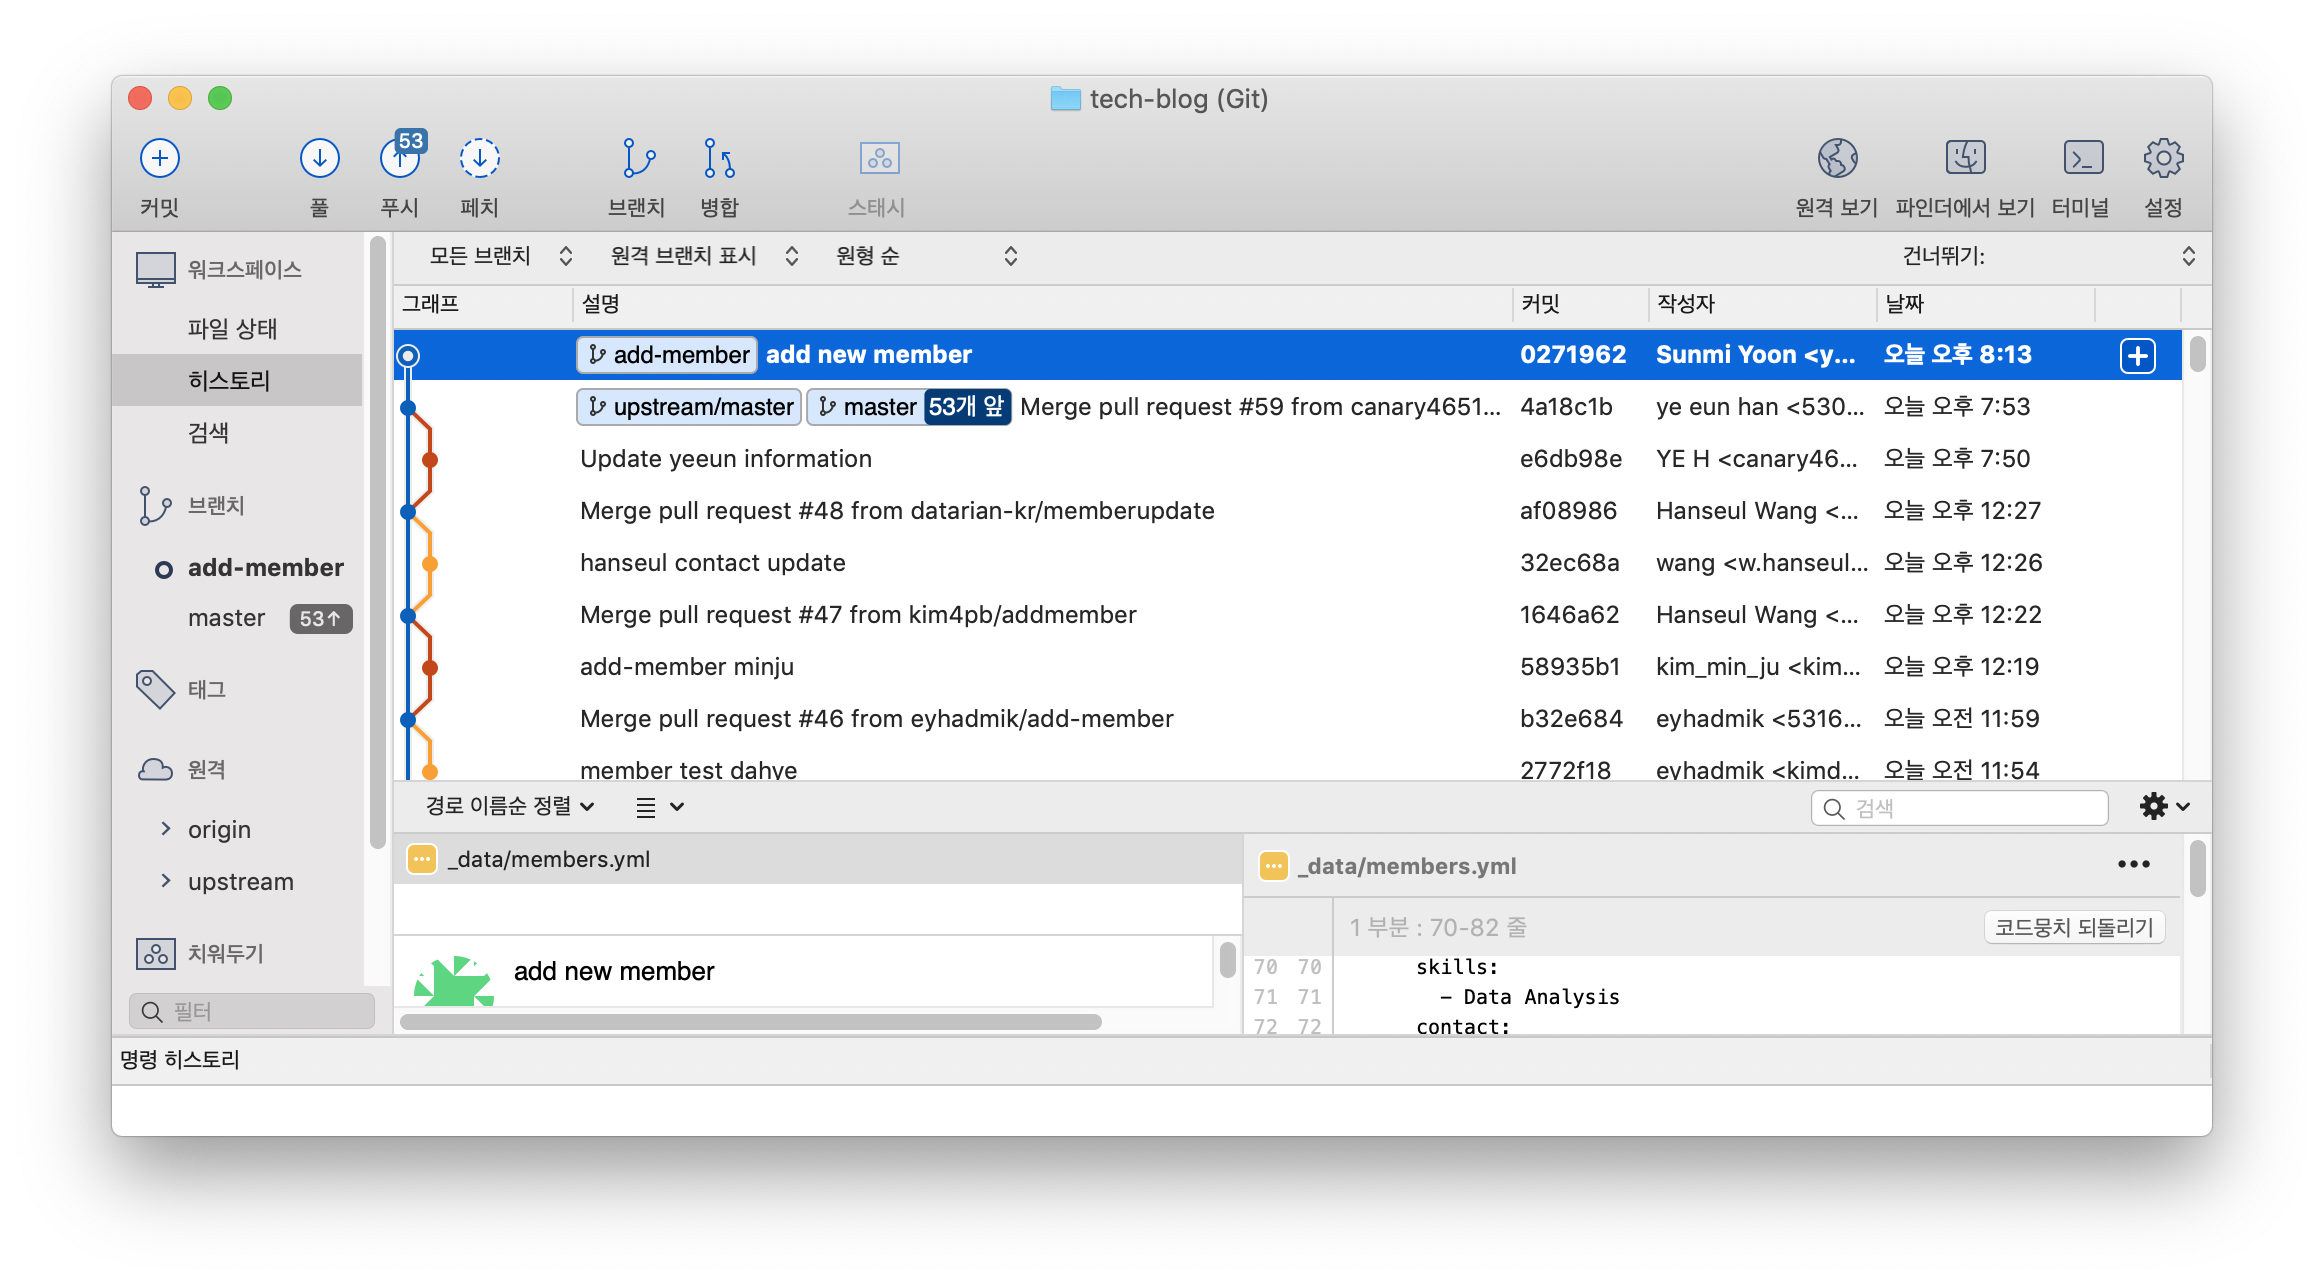 tech-blog (Git)
53
커밋 풀 푸시 페치 브랜치 병합 스태시 원격 보기 파인더에서 보기 터미널 설정
워크스페이스
파일 상태
히스토리
검색
브랜치
add-member
master 53↑
태그
원격
origin
upstream
치워두기
필터
모든 브랜치 원격 브랜치 표시 원형 순 건너뛰기:
그래프 설명 커밋 작성자 날짜
add-member add new member 0271962 Sunmi Yoon <y... 오늘 오후 8:13
upstream/master master 53개 앞 Merge pull request #59 from canary4651... 4a18c1b ye eun han <530... 오늘 오후 7:53
Update yeeun information e6db98e YE H <canary46... 오늘 오후 7:50
Merge pull request #48 from datarian-kr/memberupdate af08986 Hanseul Wang <... 오늘 오후 12:27
hanseul contact update 32ec68a wang <w.hanseul... 오늘 오후 12:26
Merge pull request #47 from kim4pb/addmember 1646a62 Hanseul Wang <... 오늘 오후 12:22
add-member minju 58935b1 kim_min_ju <kim... 오늘 오후 12:19
Merge pull request #46 from eyhadmik/add-member b32e684 eyhadmik <5316... 오늘 오전 11:59
member test dahye 2772f18 eyhadmik <kimd... 오늘 오전 11:54
경로 이름순 정렬 검색
_data/members.yml
add new member
_data/members.yml
1 부분 : 70-82 줄 코드뭉치 되돌리기
70 70 skills:
71 71 - Data Analysis
72 72 contact:
명령 히스토리